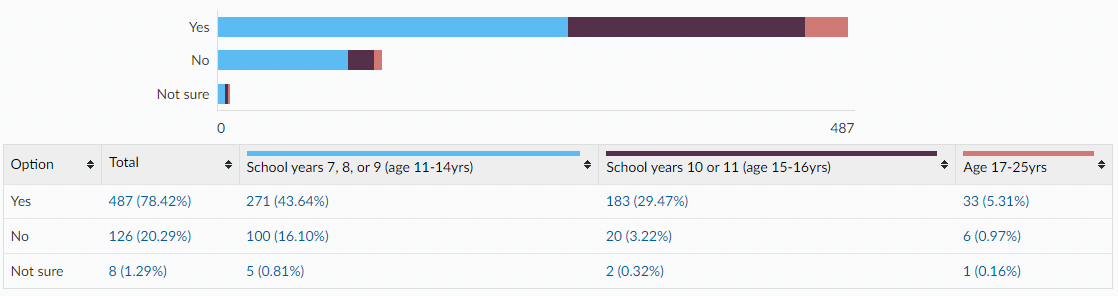 Yes
No
Not sure
0 487
Option Total School years 7, 8, or 9 (age 11-14yrs) School years 10 or 11 (age 15-16yrs) Age 17-25yrs
Yes 487 (78.42%) 271 (43.64%) 183 (29.47%) 33 (5.31%)
No 126 (20.29%) 100 (16.10%) 20 (3.22%) 6 (0.97%)
Not sure 8 (1.29%) 5 (0.81%) 2 (0.32%) 1 (0.16%)